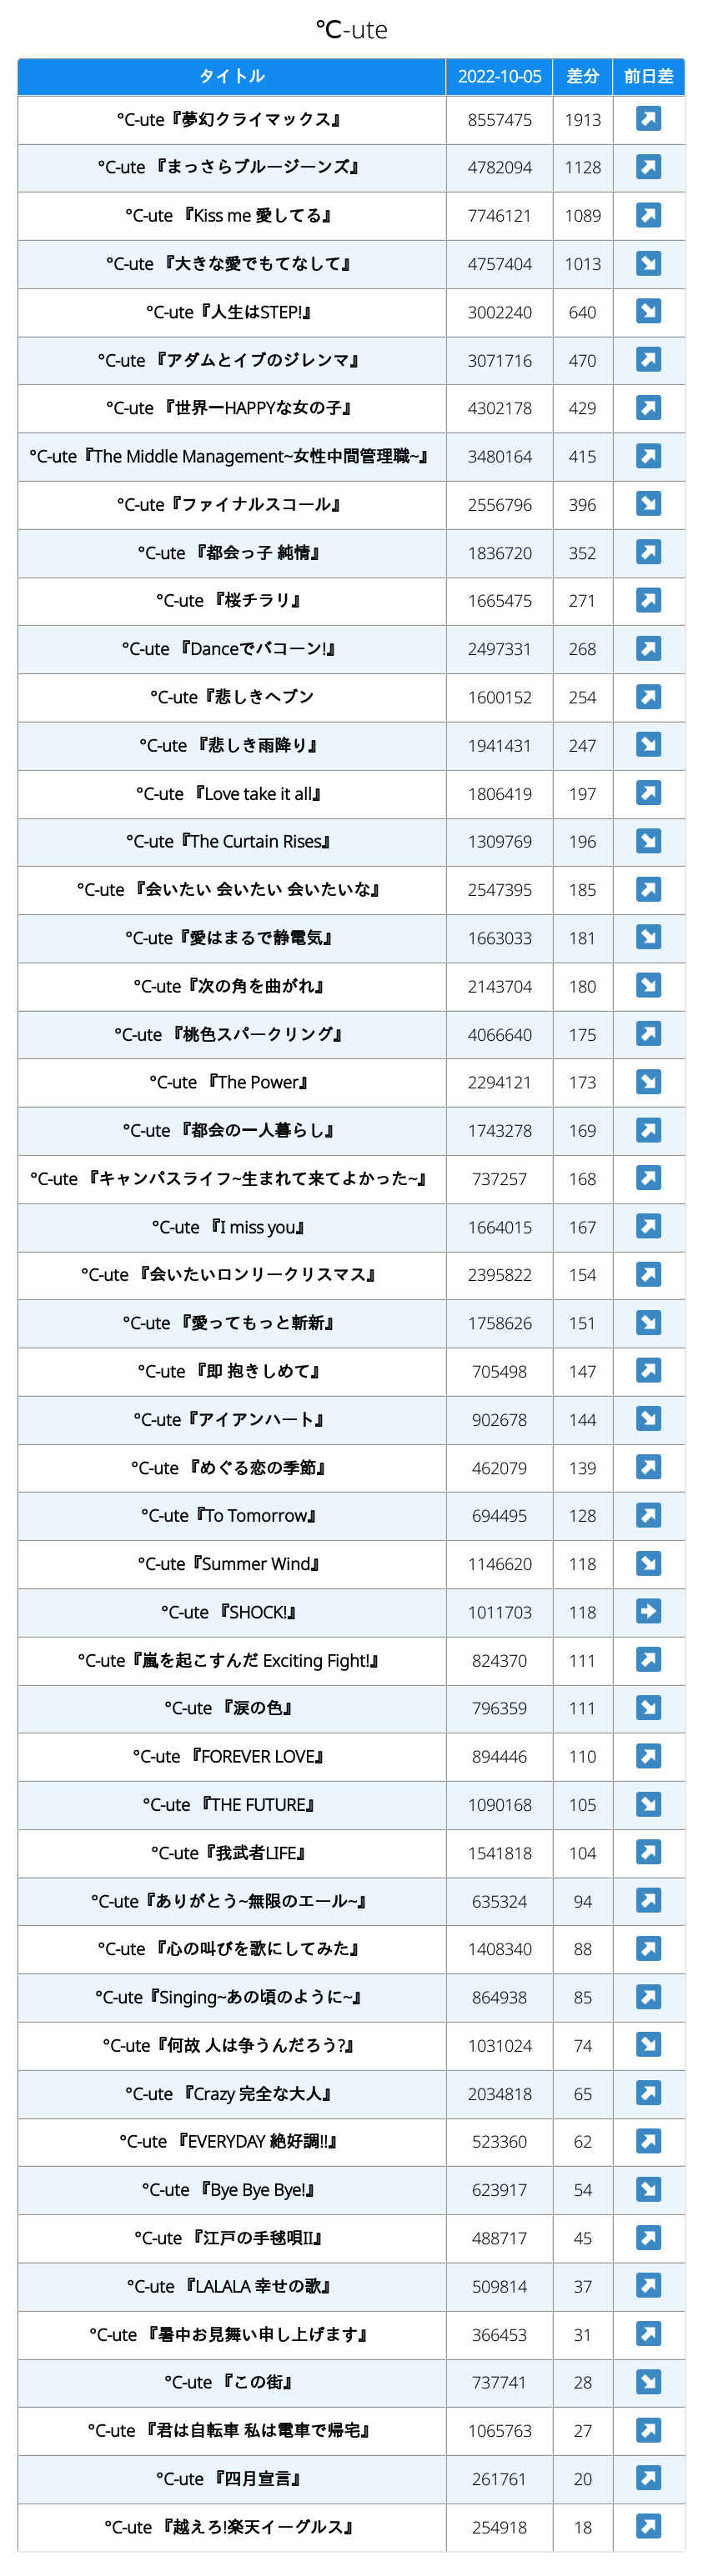 ℃-ute
タイトル 2022-10-05 差分 前日差
°C-ute『夢幻クライマックス』 8557475 1913 ↗
°C-ute 『まっさらブルージーンズ』 4782094 1128 ↗
°C-ute 『Kiss me 愛してる』 7746121 1089 ↗
°C-ute 『大きな愛でもてなして』 4757404 1013 ↘
°C-ute『人生はSTEP!』 3002240 640 ↘
°C-ute 『アダムとイブのジレンマ』 3071716 470 ↗
°C-ute 『世界一HAPPYな女の子』 4302178 429 ↗
°C-ute『The Middle Management~女性中間管理職~』 3480164 415 ↗
°C-ute『ファイナルスコール』 2556796 396 ↘
°C-ute 『都会っ子 純情』 1836720 352 ↗
°C-ute 『桜チラリ』 1665475 271 ↗
°C-ute 『Danceでバコーン!』 2497331 268 ↗
°C-ute『悲しきヘブン 1600152 254 ↗
°C-ute 『悲しき雨降り』 1941431 247 ↘
°C-ute 『Love take it all』 1806419 197 ↗
°C-ute『The Curtain Rises』 1309769 196 ↘
°C-ute 『会いたい 会いたい 会いたいな』 2547395 185 ↗
°C-ute『愛はまるで静電気』 1663033 181 ↘
°C-ute『次の角を曲がれ』 2143704 180 ↘
°C-ute 『桃色スパークリング』 4066640 175 ↗
°C-ute 『The Power』 2294121 173 ↘
°C-ute 『都会の一人暮らし』 1743278 169 ↗
°C-ute 『キャンパスライフ~生まれて来てよかった~』 737257 168 ↗
°C-ute 『I miss you』 1664015 167 ↗
°C-ute 『会いたいロンリークリスマス』 2395822 154 ↗
°C-ute 『愛ってもっと斬新』 1758626 151 ↘
°C-ute 『即 抱きしめて』 705498 147 ↗
°C-ute『アイアンハート』 902678 144 ↘
°C-ute 『めぐる恋の季節』 462079 139 ↗
°C-ute『To Tomorrow』 694495 128 ↗
°C-ute『Summer Wind』 1146620 118 ↘
°C-ute 『SHOCK!』 1011703 118 ➡
°C-ute『嵐を起こすんだ Exciting Fight!』 824370 111 ↗
°C-ute 『涙の色』 796359 111 ↘
°C-ute 『FOREVER LOVE』 894446 110 ↗
°C-ute 『THE FUTURE』 1090168 105 ↘
°C-ute『我武者LIFE』 1541818 104 ↗
°C-ute『ありがとう~無限のエール~』 635324 94 ↗
°C-ute 『心の叫びを歌にしてみた』 1408340 88 ↗
°C-ute『Singing~あの頃のように~』 864938 85 ↗
°C-ute『何故 人は争うんだろう?』 1031024 74 ↘
°C-ute 『Crazy 完全な大人』 2034818 65 ↗
°C-ute 『EVERYDAY 絶好調!!』 523360 62 ↗
°C-ute 『Bye Bye Bye!』 623917 54 ↘
°C-ute 『江戸の手毬唄II』 488717 45 ↗
°C-ute 『LALALA 幸せの歌』 509814 37 ↗
°C-ute 『暑中お見舞い申し上げます』 366453 31 ↗
°C-ute 『この街』 737741 28 ↘
°C-ute 『君は自転車 私は電車で帰宅』 1065763 27 ↗
°C-ute 『四月宣言』 261761 20 ↗
°C-ute 『越えろ!楽天イーグルス』 254918 18 ↗